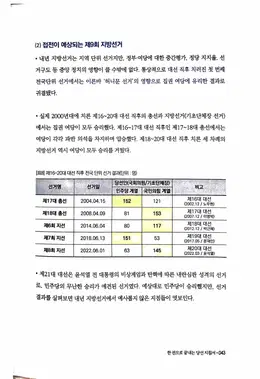 (2) 접전이 예상되는 제9회 지방선거
• 내년 지방선거는 지역 단위 선거지만, 정부·여당에 대한 중간평가, 정당 지지율, 선
거구도 등 중앙 정치의 영향이 클 수밖에 없다. 통상적으로 대선 직후 치러진 첫 번째
전국단위 선거에서는 이른바 '허니문 선거'의 영향으로 집권 여당에 유리한 결과로
귀결됐다.
• 실제 2000년대에 치른 제16~20대 대선 직후의 총선과 지방선거(기초단체장 선거)
에서는 집권 여당이 모두 승리했다. 제16~17대 대선 직후인 제17~18대 총선에서는
여당이 각각 과반 의석을 차지하며 압승했다. 제18~20대 대선 직후 치른 세 차례의
지방선거 역시 여당이 모두 승리를 거뒀다.
[표] 제16~20대 대선 직후 전국 단위 선거 결과(단위 : 명)
선거명 선거일 당선인(국회의원/기초단체장) 비고
민주당 계열 국민의힘 계열
제17대 총선 2004.04.15 152 121 제16대 대선
(2002.12 / 노무현)
제18대 총선 2008.04.09 81 153 제17대 대선
(2007.12 / 이명박)
제6회 지선 2014.06.04 80 117 제18대 대선
(2012.12 / 박근혜)
제7회 지선 2018.06.13 151 53 제19대 대선
(2017.05 / 문재인)
제8회 지선 2022.06.01 63 145 제20대 대선
(2022.03 / 윤석열)
• 제21대 대선은 윤석열 전 대통령의 비상계엄과 탄핵에 따른 내란심판 성격의 선거
로, 민주당의 무난한 승리가 예견된 선거였다. 예상대로 민주당이 승리했지만, 선거
결과를 살펴보면 내년 지방선거에서 예사롭지 않은 지점들이 엿보인다.
한 권으로 끝내는 당선 지침서 • 043